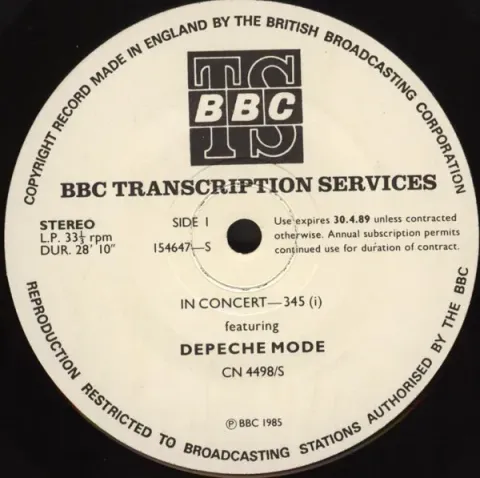 COPYRIGHT RECORD MADE IN ENGLAND BY THE BRITISH BROADCASTING CORPORATION
TS
BBC
BBC TRANSCRIPTION SERVICES
STEREO
L.P. 33⅓ rpm
DUR. 28' 10"
SIDE 1
154647—S
Use expires 30.4.89 unless contracted
otherwise. Annual subscription permits
continued use for duration of contract.
IN CONCERT—345 (i)
featuring
DEPECHE MODE
CN 4498/S
℗ BBC 1985
REPRODUCTION RESTRICTED TO BROADCASTING STATIONS AUTHORISED BY THE BBC